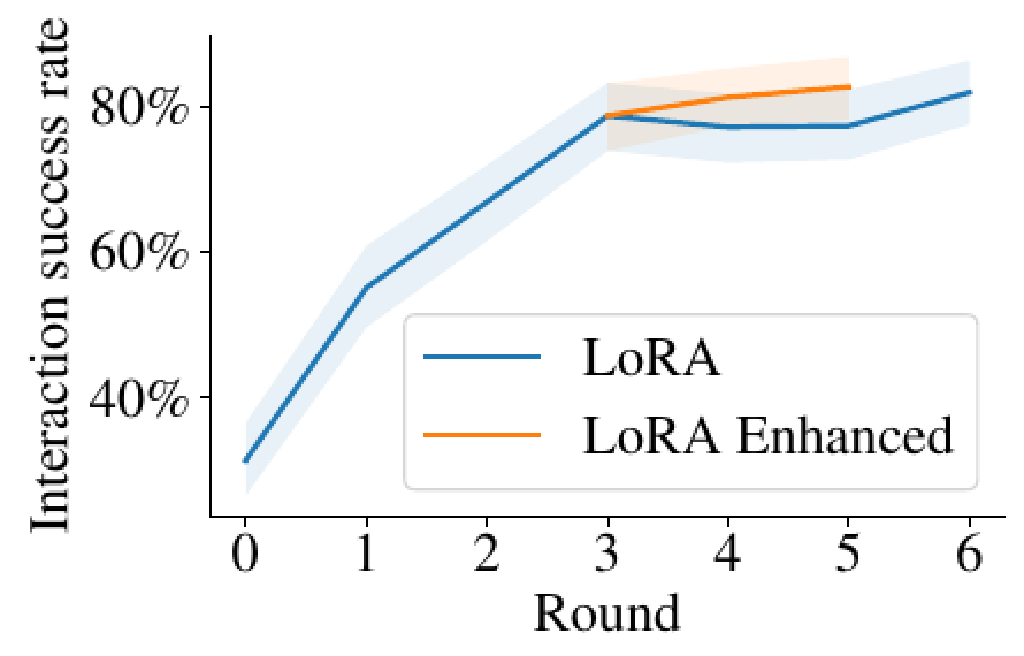 Interaction success rate
80%
60%
40%
LoRA
LoRA Enhanced
0 1 2 3 4 5 6
Round